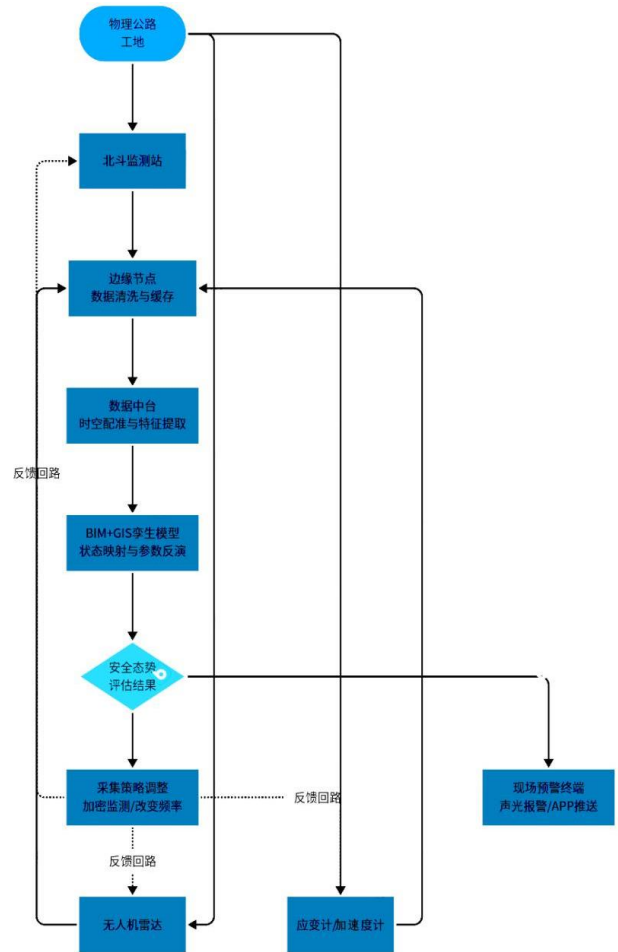 物理公路
工地
北斗监测站
边缘节点
数据清洗与缓存
数据中台
时空配准与特征提取
反馈回路
BIM+GIS孪生模型
状态映射与参数反演
安全态势
评估结果
采集策略调整
加密监测/改变频率
反馈回路
现场预警终端
声光报警/APP推送
反馈回路
无人机雷达
应变计/加速度计